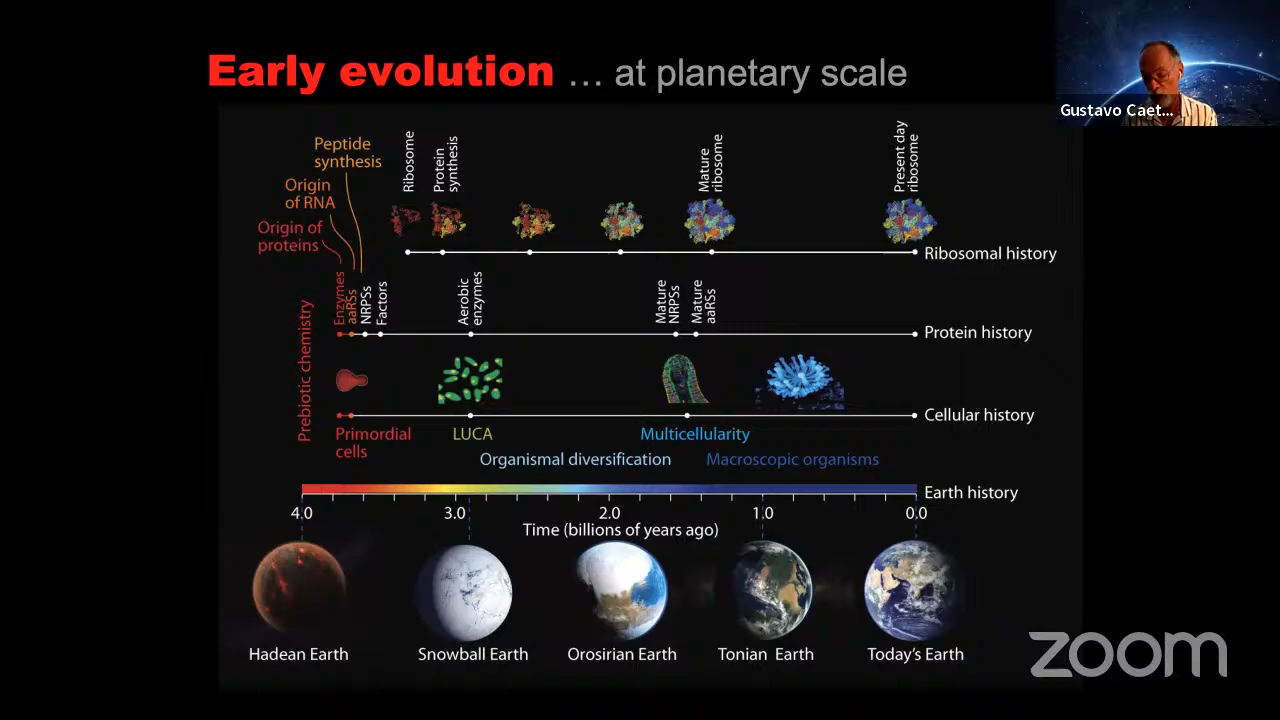 Early evolution … at planetary scale
Gustavo Caet...
Peptide
synthesis
Origin
of RNA
Origin of
proteins
Ribosome
Protein
synthesis
Mature
ribosome
Present day
ribosome
Ribosomal history
Prebiotic chemistry
Enzymes
aaRSs
NRPSs
Factors
Aerobic
enzymes
Mature
NRPSs
Mature
aaRSs
Protein history
Cellular history
Primordial
cells
LUCA
Multicellularity
Organismal diversification
Macroscopic organisms
Earth history
4.0 3.0 2.0 1.0 0.0
Time (billions of years ago)
Hadean Earth
Snowball Earth
Orosirian Earth
Tonian Earth
Today's Earth
zoom